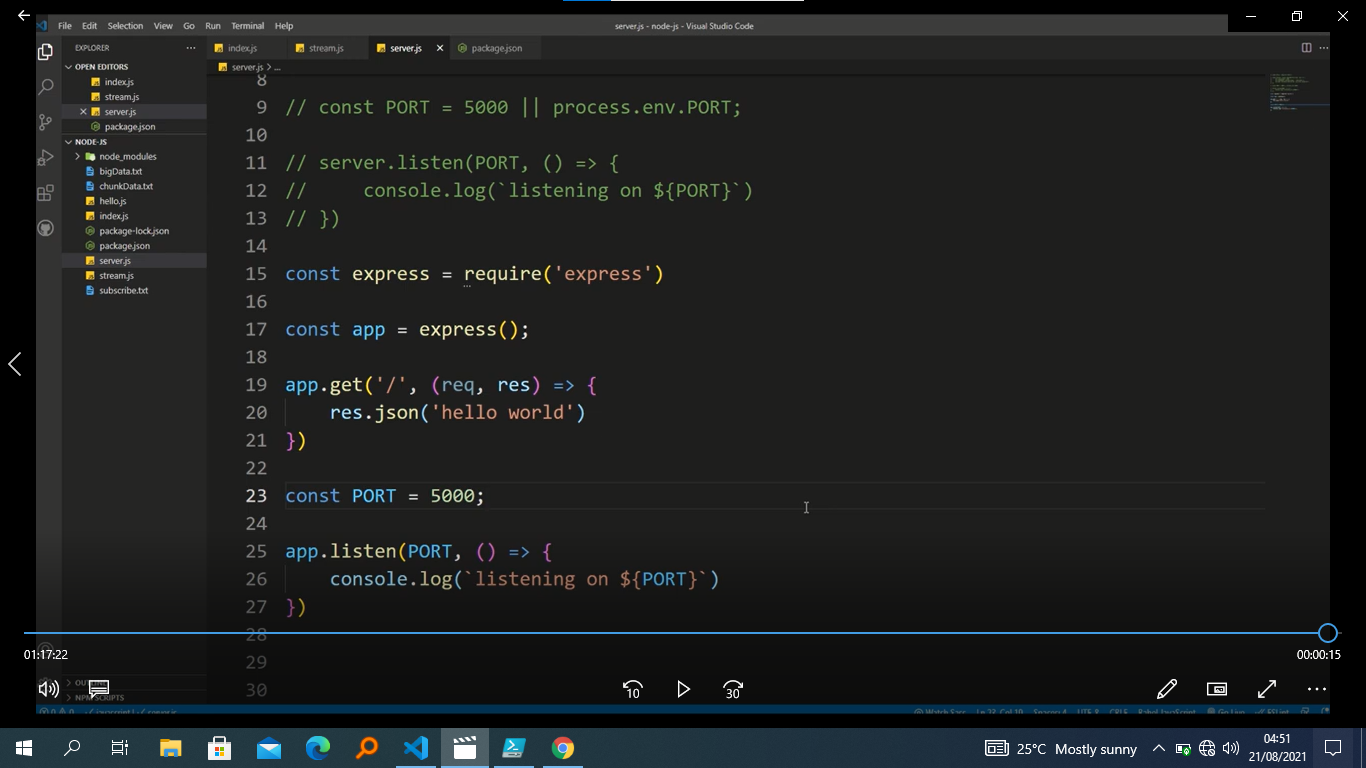 File Edit Selection View Go Run Terminal Help
server.js - node-js - Visual Studio Code
EXPLORER
index.js
stream.js
server.js
package.json
OPEN EDITORS
index.js
stream.js
server.js
package.json
NODE-JS
node_modules
bigData.txt
chunkData.txt
hello.js
index.js
package-lock.json
package.json
server.js
stream.js
subscribe.txt
server.js > ...
8
9 // const PORT = 5000 || process.env.PORT;
10
11 // server.listen(PORT, () => {
12 //     console.log(`listening on ${PORT}`)
13 // })
14
15 const express = require('express')
16
17 const app = express();
18
19 app.get('/', (req, res) => {
20     res.json('hello world')
21 })
22
23 const PORT = 5000;
24
25 app.listen(PORT, () => {
26     console.log(`listening on ${PORT}`)
27 })
28
29
30
01:17:22
00:00:15
NPM SCRIPTS
10
30
25°C Mostly sunny
04:51
21/08/2021